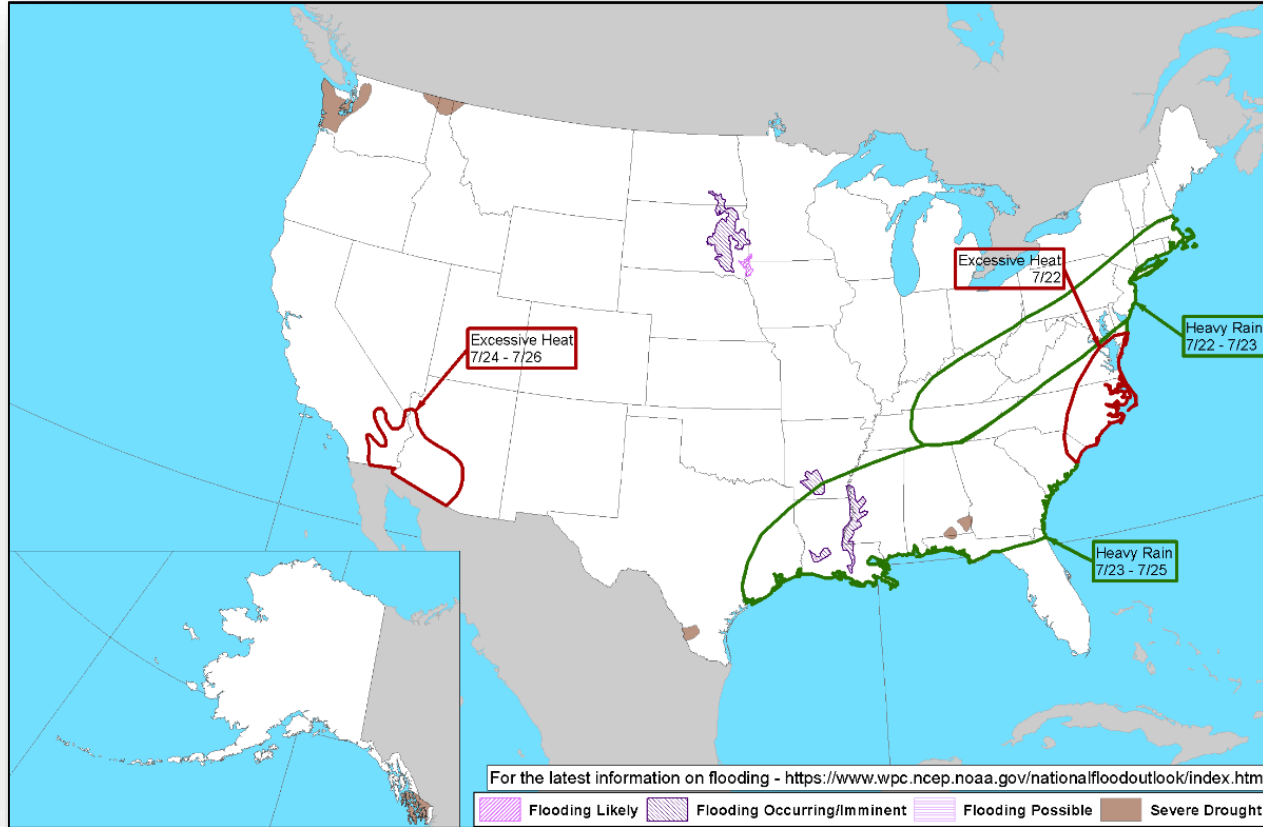 Excessive Heat
7/22
Heavy Rain
7/22 - 7/23
Excessive Heat
7/24 - 7/26
Heavy Rain
7/23 - 7/25
For the latest information on flooding - https://www.wpc.ncep.noaa.gov/nationalfloodoutlook/index.htm
Flooding Likely Flooding Occurring/Imminent Flooding Possible Severe Drought